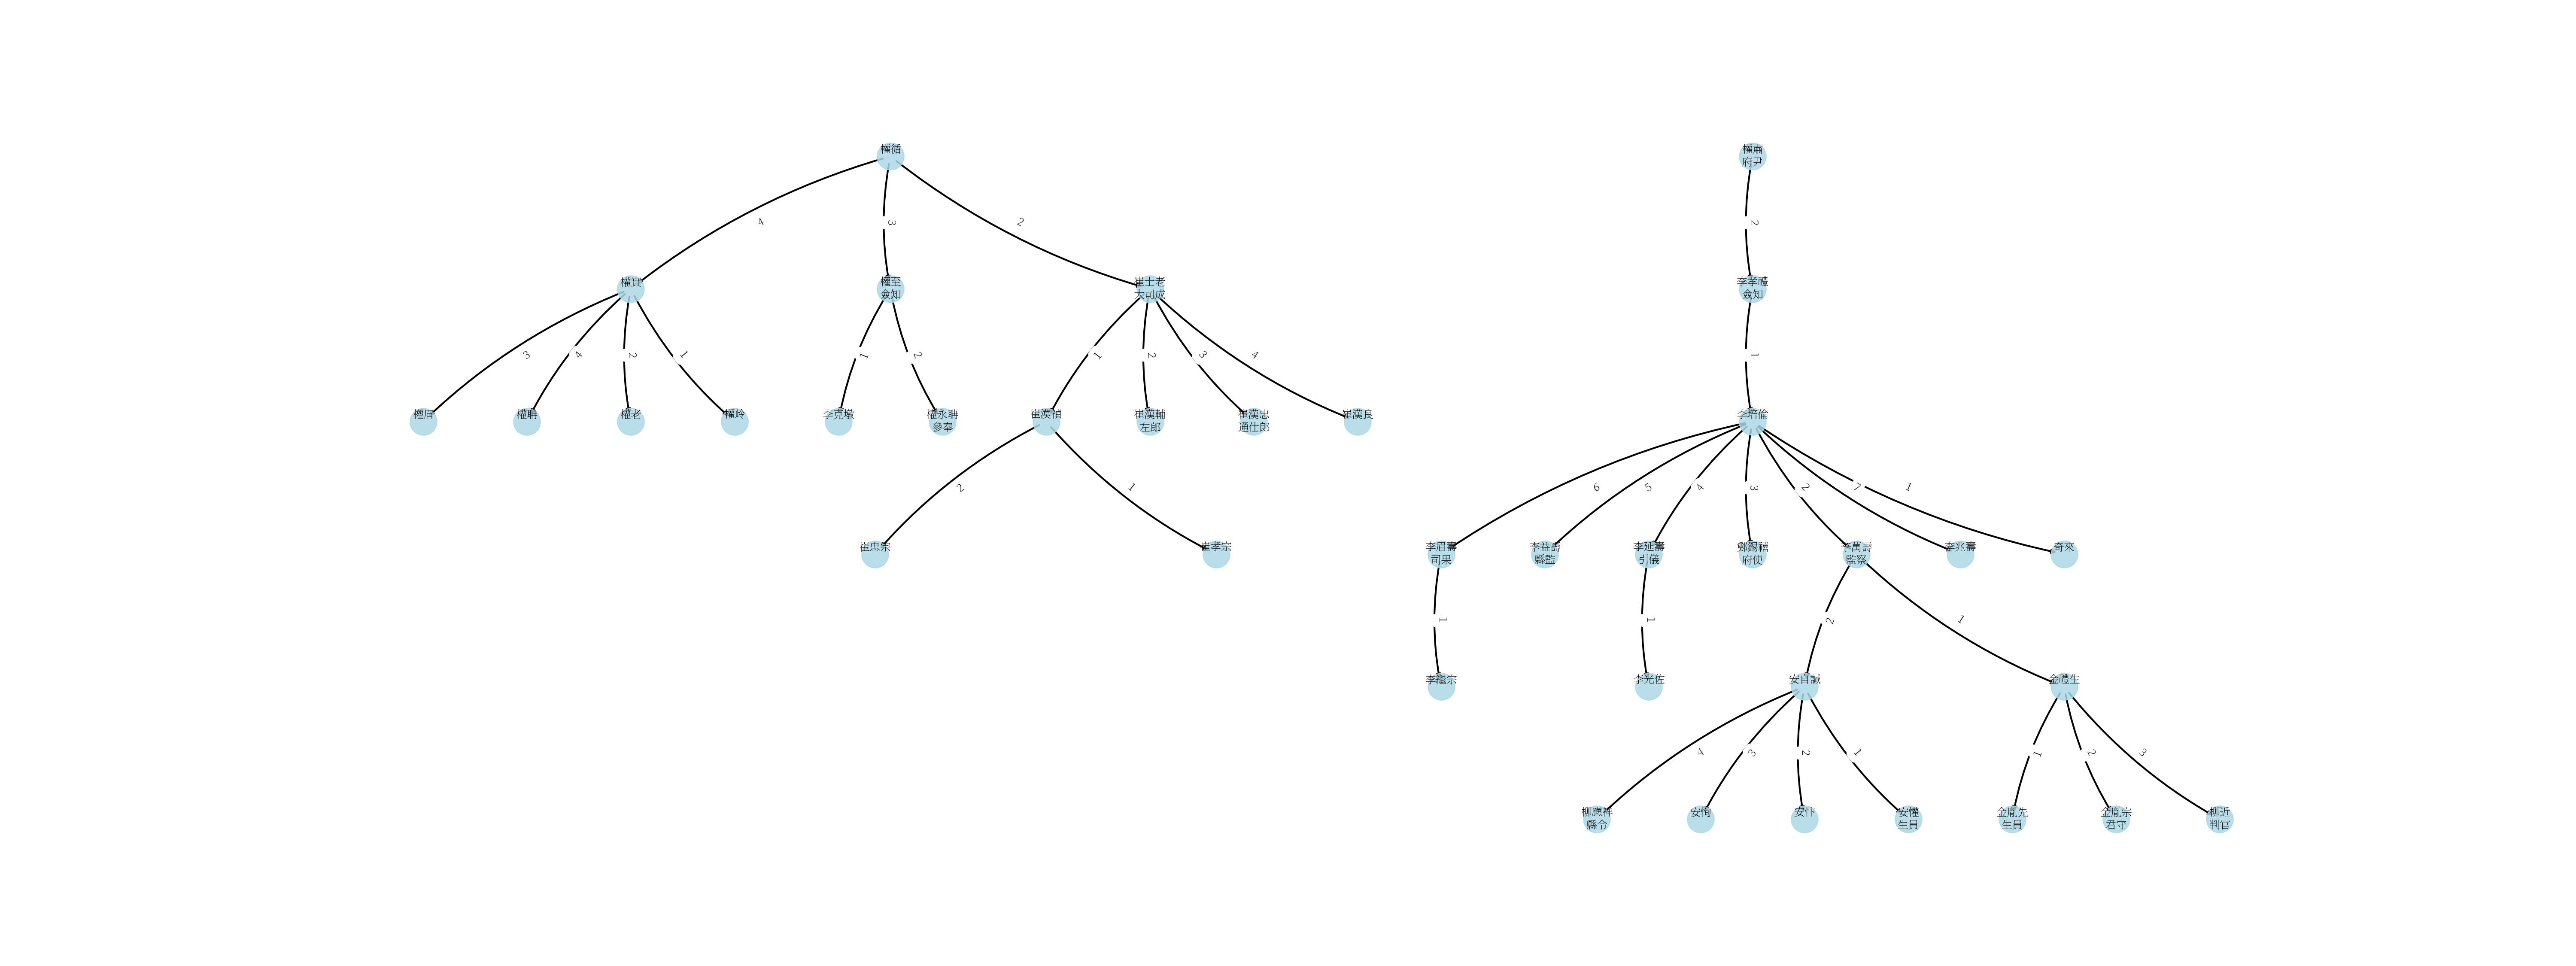 權循
權肅
府尹
4
3
2
2
權實
權至
僉知
崔士老
大司成
李孝禮
僉知
3
4
2
1
1
2
1
2
3
4
1
權眉
權聃
權老
權玲
李克墩
權永聃
參奉
崔漢禎
崔漢輔
左郎
崔漢忠
通仕郎
崔漢良
李培倫
2
1
6
5
4
3
2
7
1
崔忠宗
崔孝宗
李眉壽
司果
李益壽
縣監
李延壽
引儀
鄭錫禧
府使
李萬壽
監察
李兆壽
奇來
1
1
2
1
李繼宗
李光佐
安自諴
金禮生
4
3
2
1
1
2
3
柳應祥
縣令
安恂
安忭
安懽
生員
金胤先
生員
金胤宗
君守
柳近
判官